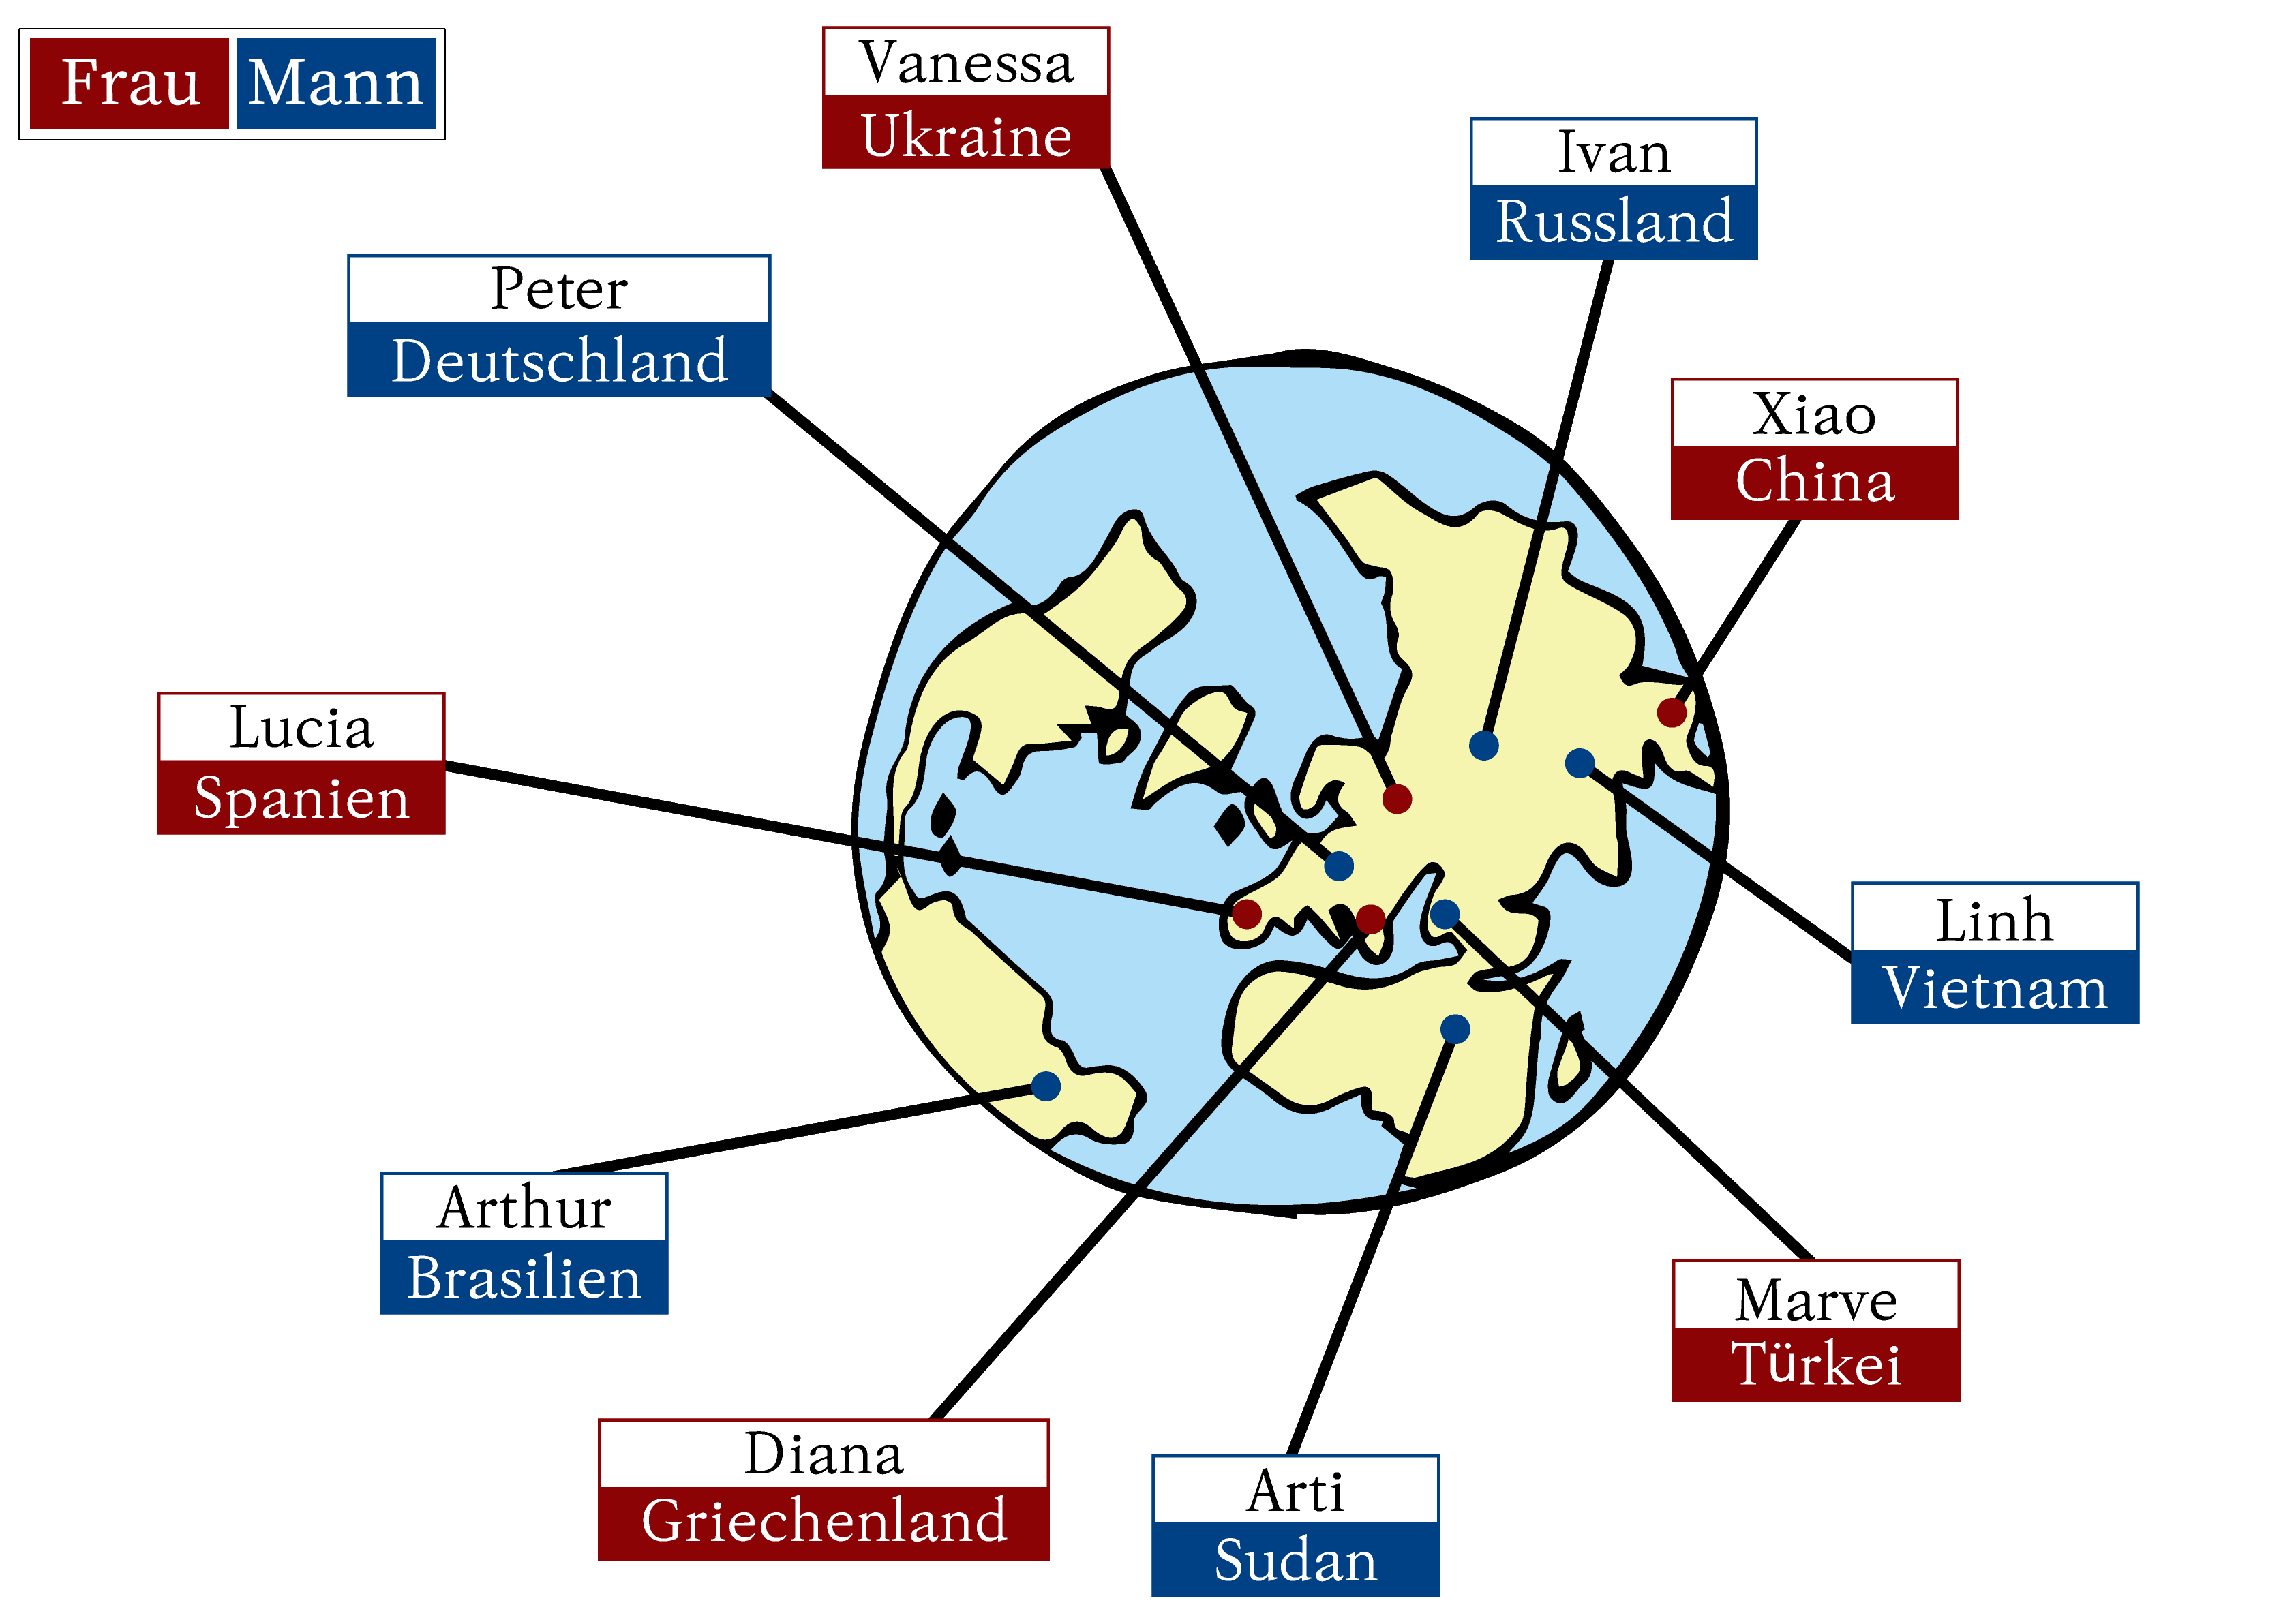 Frau Mann
Vanessa
Ukraine
Ivan
Russland
Peter
Deutschland
Xiao
China
Lucia
Spanien
Linh
Vietnam
Arthur
Brasilien
Marve
Türkei
Diana
Griechenland
Arti
Sudan